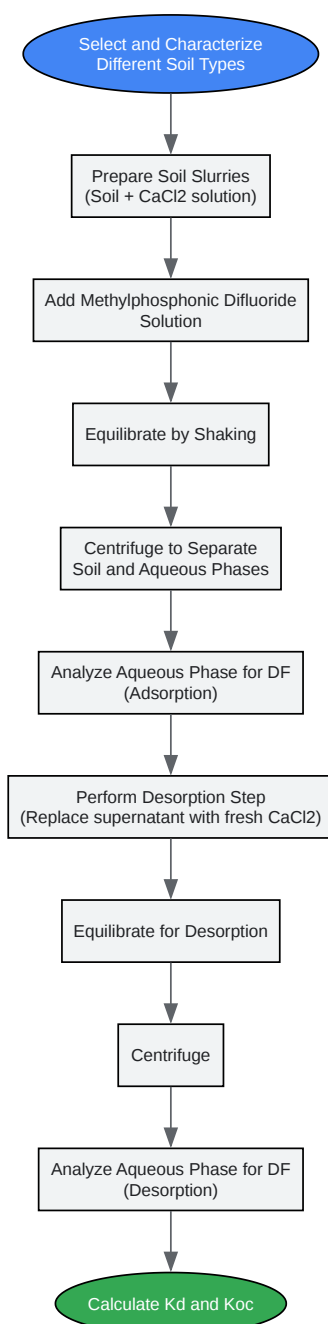 Select and Characterize
Different Soil Types
Prepare Soil Slurries
(Soil + CaCl2 solution)
Add Methylphosphonic Difluoride
Solution
Equilibrate by Shaking
Centrifuge to Separate
Soil and Aqueous Phases
Analyze Aqueous Phase for DF
(Adsorption)
Perform Desorption Step
(Replace supernatant with fresh CaCl2)
Equilibrate for Desorption
Centrifuge
Analyze Aqueous Phase for DF
(Desorption)
Calculate Kd and Koc